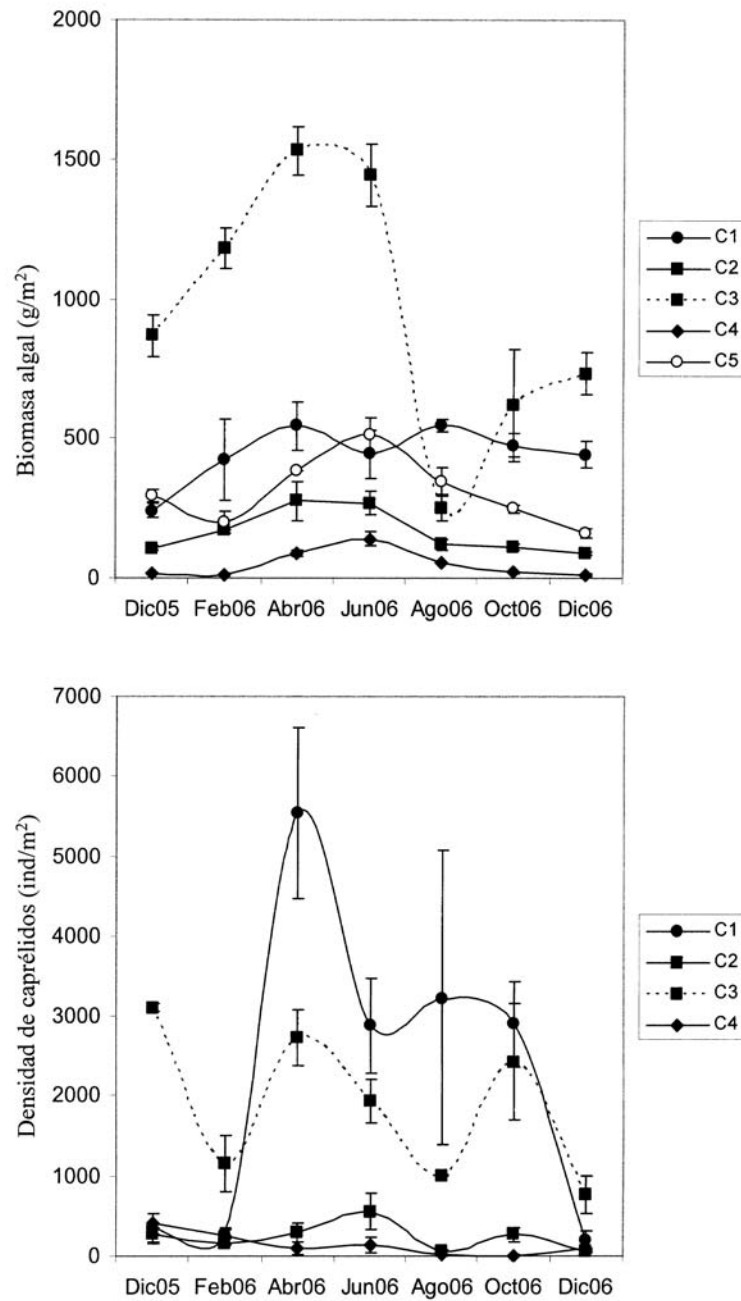 2000
1500
1000
500
0
Biomasa algal (g/m²)
Dic05 Feb06 Abr06 Jun06 Ago06 Oct06 Dic06
C1
C2
C3
C4
C5
7000
6000
5000
4000
3000
2000
1000
0
Densidad de caprélidos (ind/m²)
Dic05 Feb06 Abr06 Jun06 Ago06 Oct06 Dic06
C1
C2
C3
C4